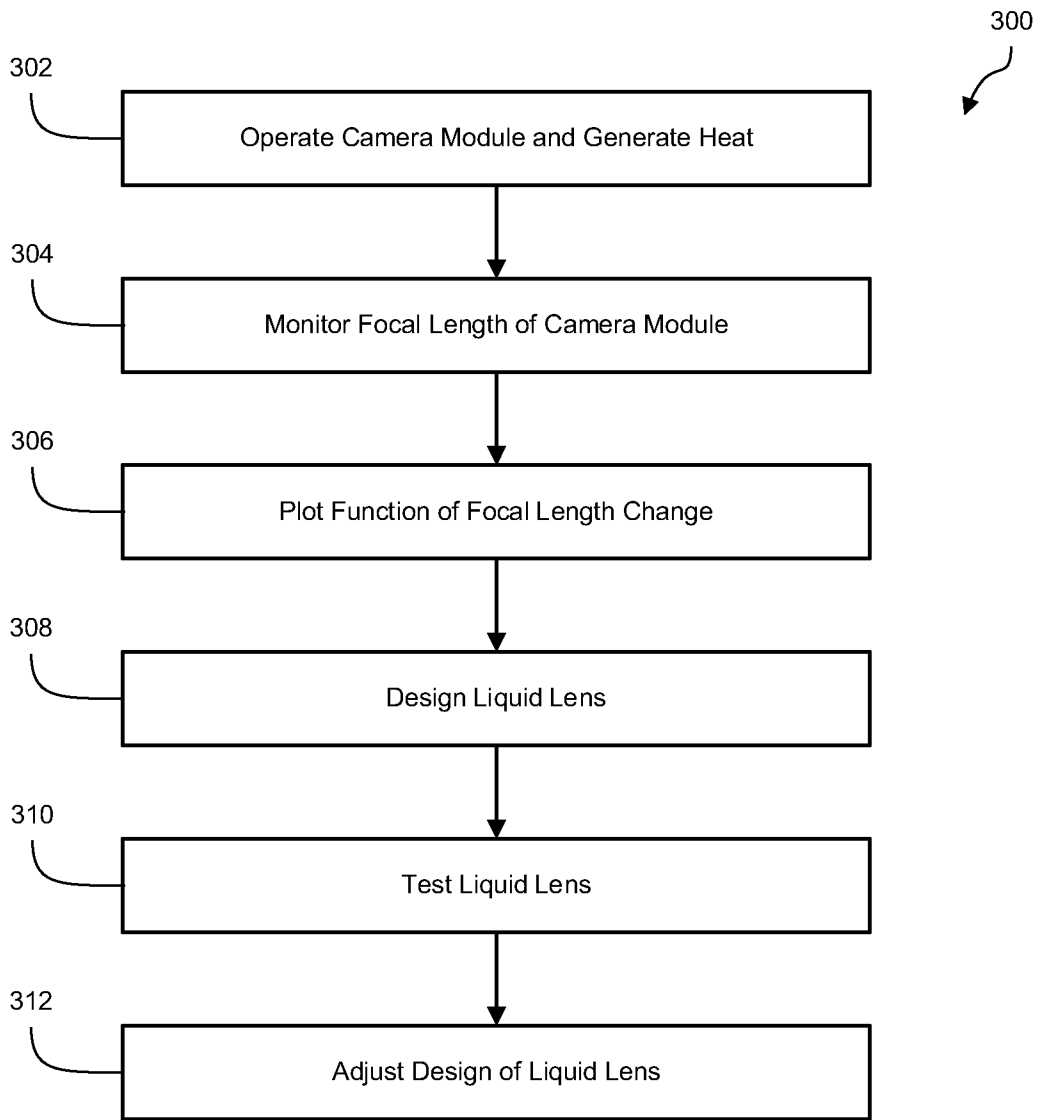 300
302
Operate Camera Module and Generate Heat
304
Monitor Focal Length of Camera Module
306
Plot Function of Focal Length Change
308
Design Liquid Lens
310
Test Liquid Lens
312
Adjust Design of Liquid Lens